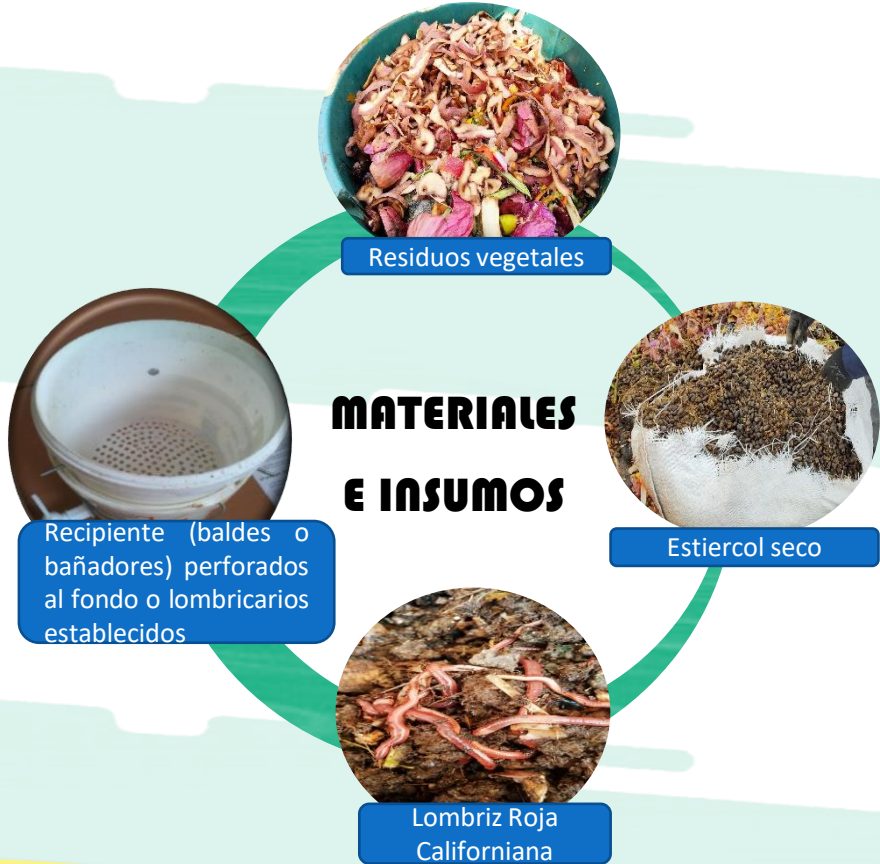 Residuos vegetales
MATERIALES
E INSUMOS
Estiercol seco
Recipiente (baldes o
bañadores) perforados
al fondo o lombricarios
establecidos
Lombriz Roja
Californiana